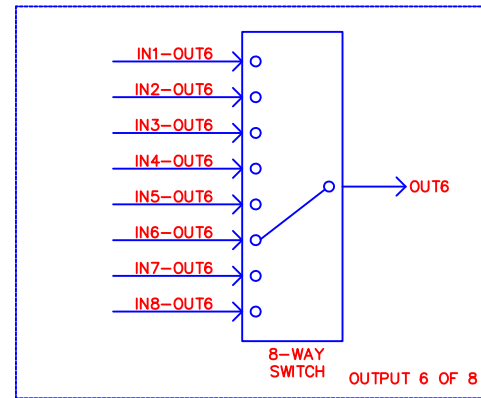 IN1-OUT6
IN2-OUT6
IN3-OUT6
IN4-OUT6
IN5-OUT6
IN6-OUT6
IN7-OUT6
IN8-OUT6
OUT6
8-WAY
SWITCH
OUTPUT 6 OF 8